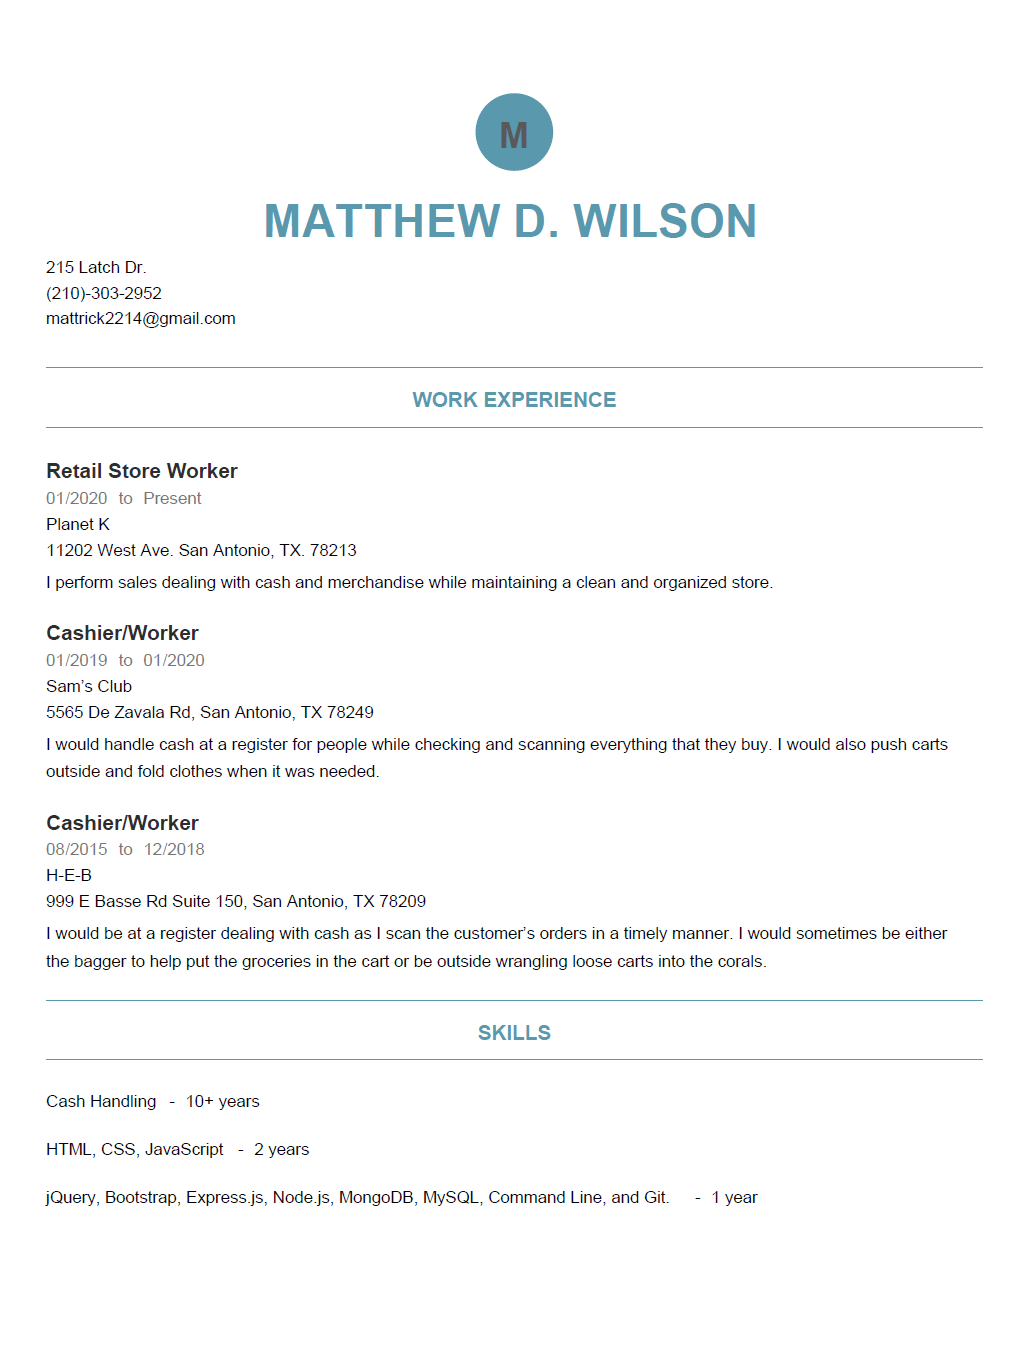 M
MATTHEW D. WILSON
215 Latch Dr.
(210)-303-2952
mattrick2214@gmail.com
WORK EXPERIENCE
Retail Store Worker
01/2020 to Present
Planet K
11202 West Ave. San Antonio, TX. 78213
I perform sales dealing with cash and merchandise while maintaining a clean and organized store.
Cashier/Worker
01/2019 to 01/2020
Sam’s Club
5565 De Zavala Rd, San Antonio, TX 78249
I would handle cash at a register for people while checking and scanning everything that they buy. I would also push carts
outside and fold clothes when it was needed.
Cashier/Worker
08/2015 to 12/2018
H-E-B
999 E Basse Rd Suite 150, San Antonio, TX 78209
I would be at a register dealing with cash as I scan the customer’s orders in a timely manner. I would sometimes be either
the bagger to help put the groceries in the cart or be outside wrangling loose carts into the corals.
SKILLS
Cash Handling - 10+ years
HTML, CSS, JavaScript - 2 years
jQuery, Bootstrap, Express.js, Node.js, MongoDB, MySQL, Command Line, and Git. - 1 year